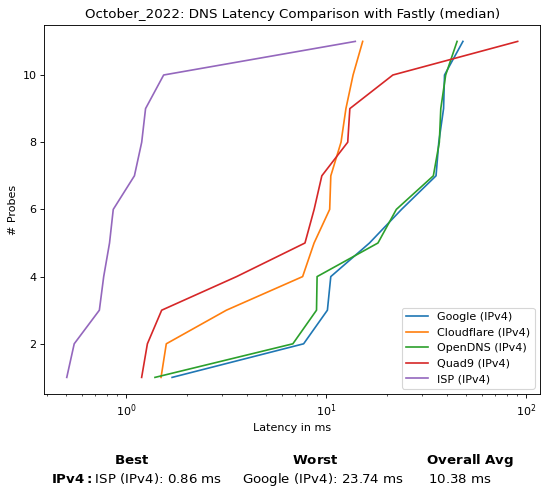 October_2022: DNS Latency Comparison with Fastly (median)
# Probes
10
8
6
4
2
Google (IPv4)
Cloudflare (IPv4)
OpenDNS (IPv4)
Quad9 (IPv4)
ISP (IPv4)
10⁰ 10¹ 10²
Latency in ms
Best Worst Overall Avg
IPv4: ISP (IPv4): 0.86 ms Google (IPv4): 23.74 ms 10.38 ms